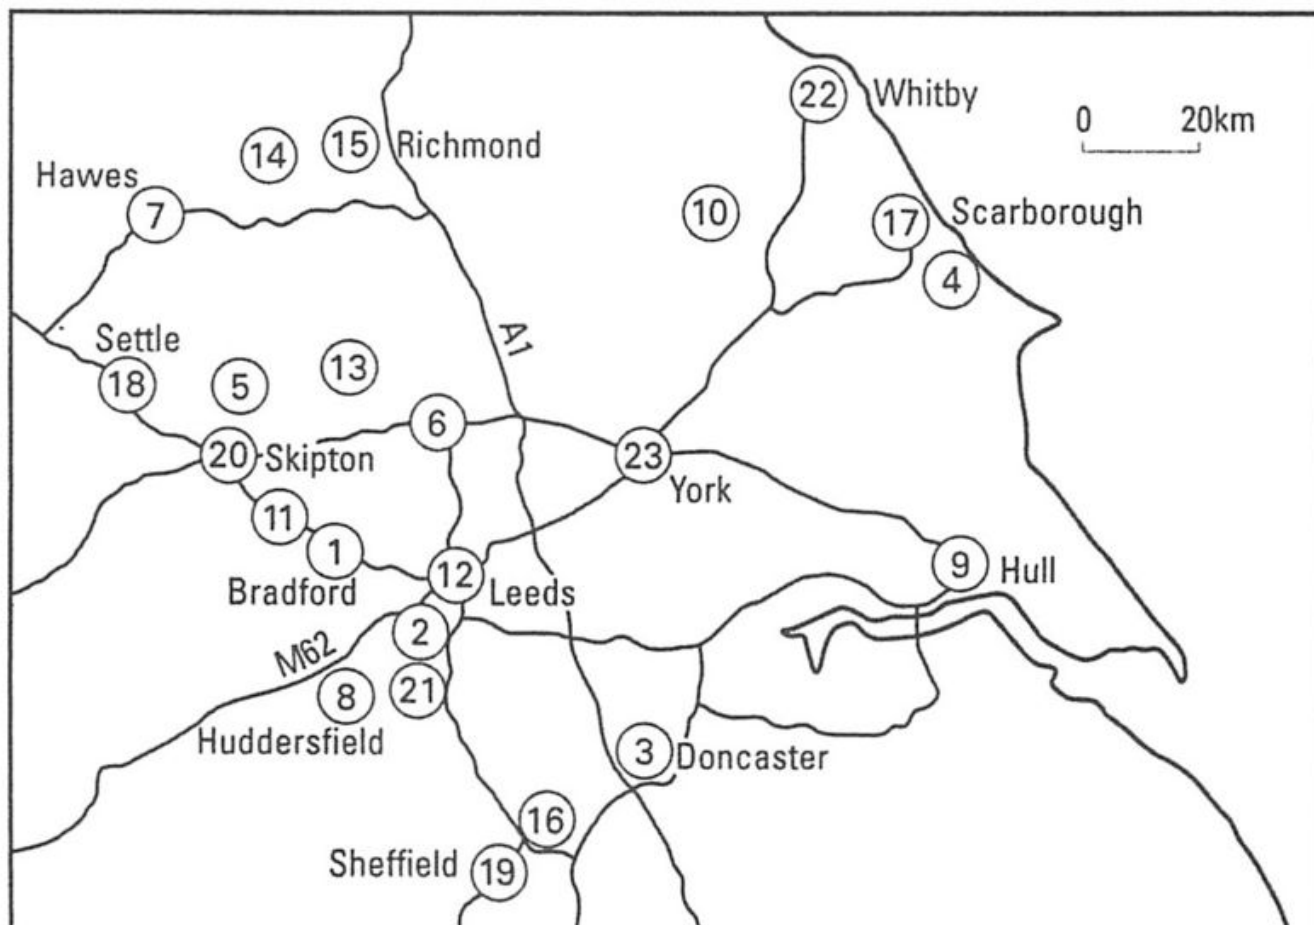 22
Whitby
0 20km
14
15
Richmond
Hawes
7
10
17
Scarborough
4
A1
Settle
18
5
13
6
20
Skipton
23
York
11
1
Bradford
12
Leeds
9
Hull
2
M62
8
21
Huddersfield
3
Doncaster
16
Sheffield
19